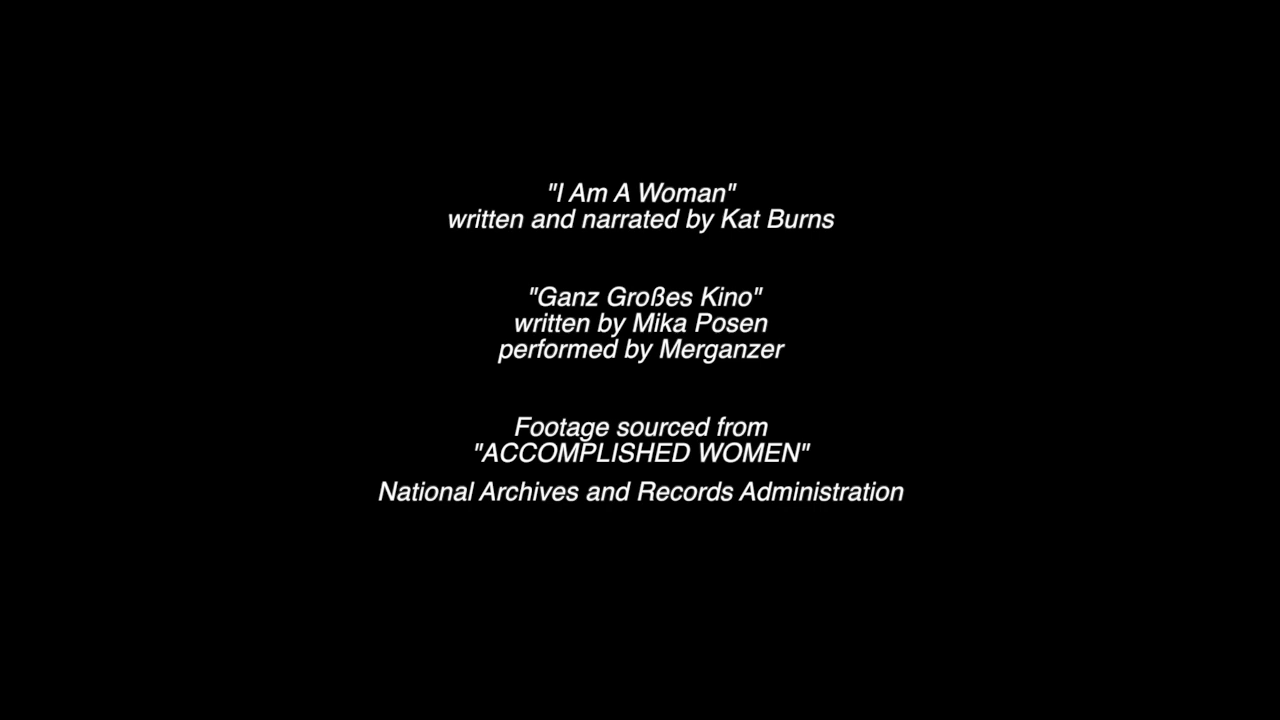 "I Am A Woman"
written and narrated by Kat Burns
"Ganz Großes Kino"
written by Mika Posen
performed by Merganzer
Footage sourced from
"ACCOMPLISHED WOMEN"
National Archives and Records Administration